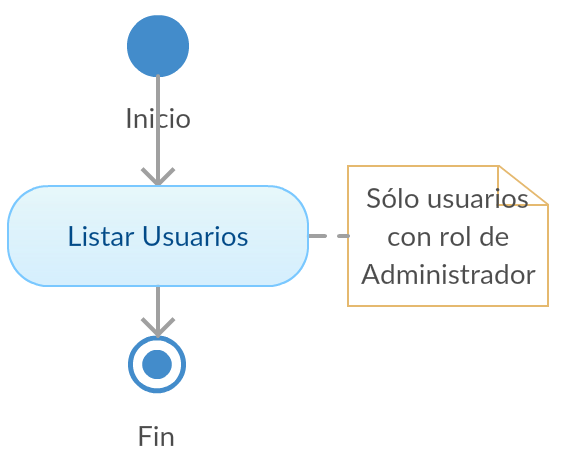 Inicio
Listar Usuarios
Sólo usuarios
con rol de
Administrador
Fin